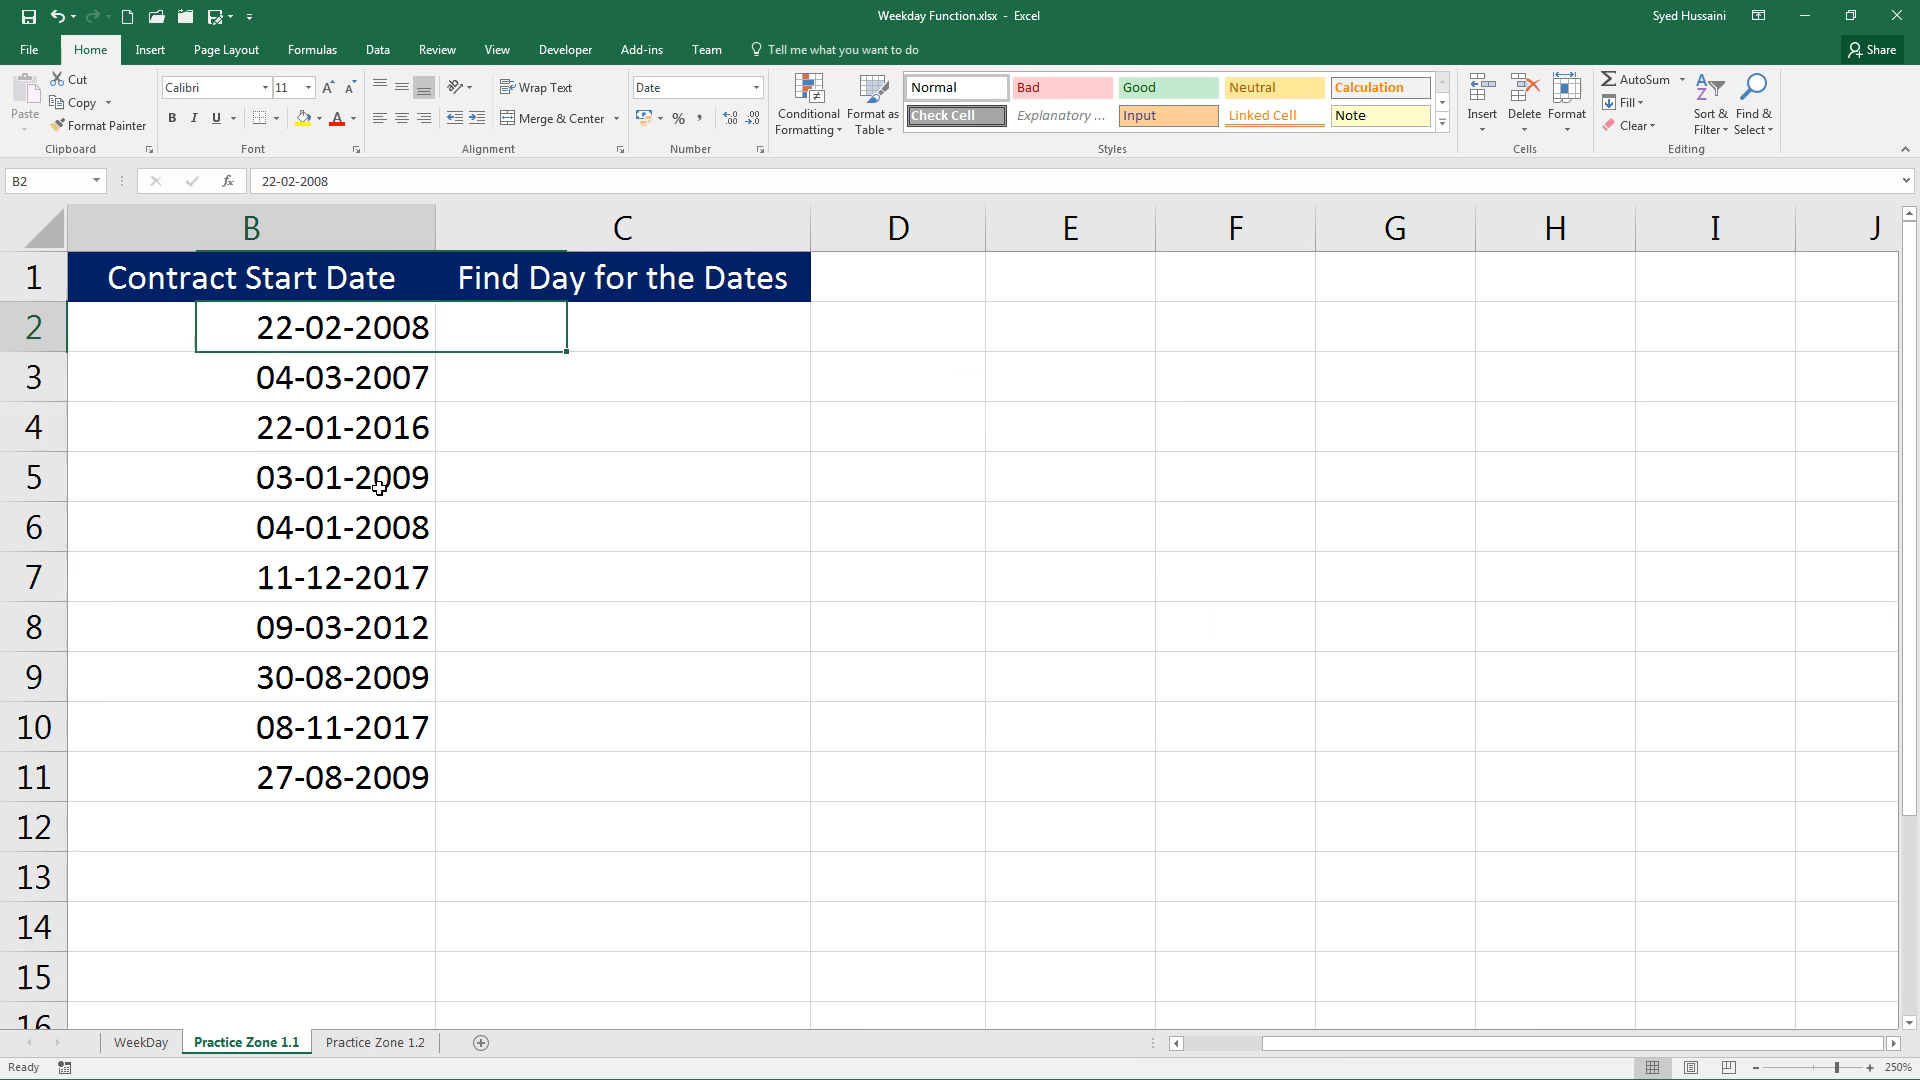 Weekday Function.xlsx - Excel
Syed Hussaini
File Home Insert Page Layout Formulas Data Review View Developer Add-ins Team Tell me what you want to do Share
Paste
Cut
Copy
Format Painter
Clipboard
Calibri 11
B I U A
Font
Wrap Text
Merge & Center
Alignment
Date
% ,
Number
Conditional Formatting
Format as Table
Normal Bad Good Neutral Calculation
Check Cell Explanatory ... Input Linked Cell Note
Styles
Insert Delete Format
Cells
AutoSum
Fill
Clear
Sort & Filter
Find & Select
Editing
B2 fx 22-02-2008
B C D E F G H I J
1 Contract Start Date Find Day for the Dates
2 22-02-2008
3 04-03-2007
4 22-01-2016
5 03-01-2009
6 04-01-2008
7 11-12-2017
8 09-03-2012
9 30-08-2009
10 08-11-2017
11 27-08-2009
12
13
14
15
16
WeekDay Practice Zone 1.1 Practice Zone 1.2
Ready 250%